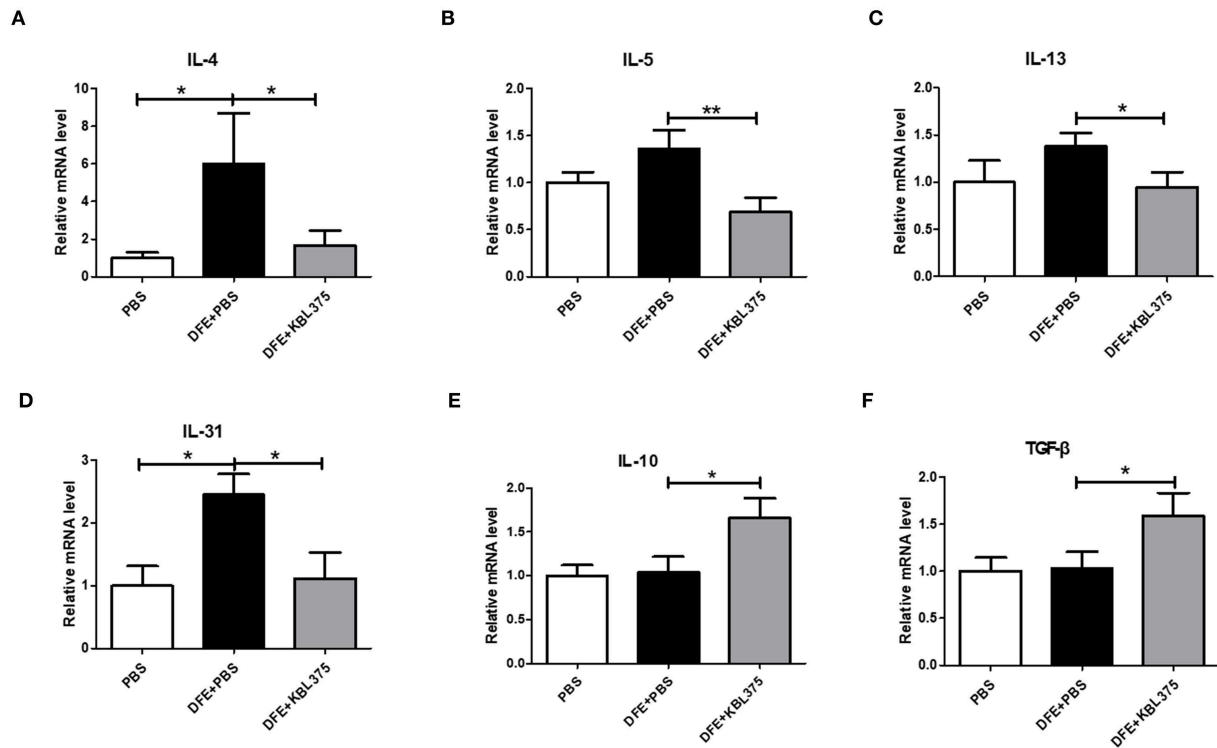 A
IL-4
Relative mRNA level
10
8
6
4
2
0
*
*
PBS
DFE+PBS
DFE+KBL375
B
IL-5
Relative mRNA level
2.0
1.5
1.0
0.5
0.0
**
PBS
DFE+PBS
DFE+KBL375
C
IL-13
Relative mRNA level
2.0
1.5
1.0
0.5
0.0
*
PBS
DFE+PBS
DFE+KBL375
D
IL-31
Relative mRNA level
3
2
1
0
*
*
PBS
DFE+PBS
DFE+KBL375
E
IL-10
Relative mRNA level
2.0
1.5
1.0
0.5
0.0
*
PBS
DFE+PBS
DFE+KBL375
F
TGF-β
Relative mRNA level
2.0
1.5
1.0
0.5
0.0
*
PBS
DFE+PBS
DFE+KBL375